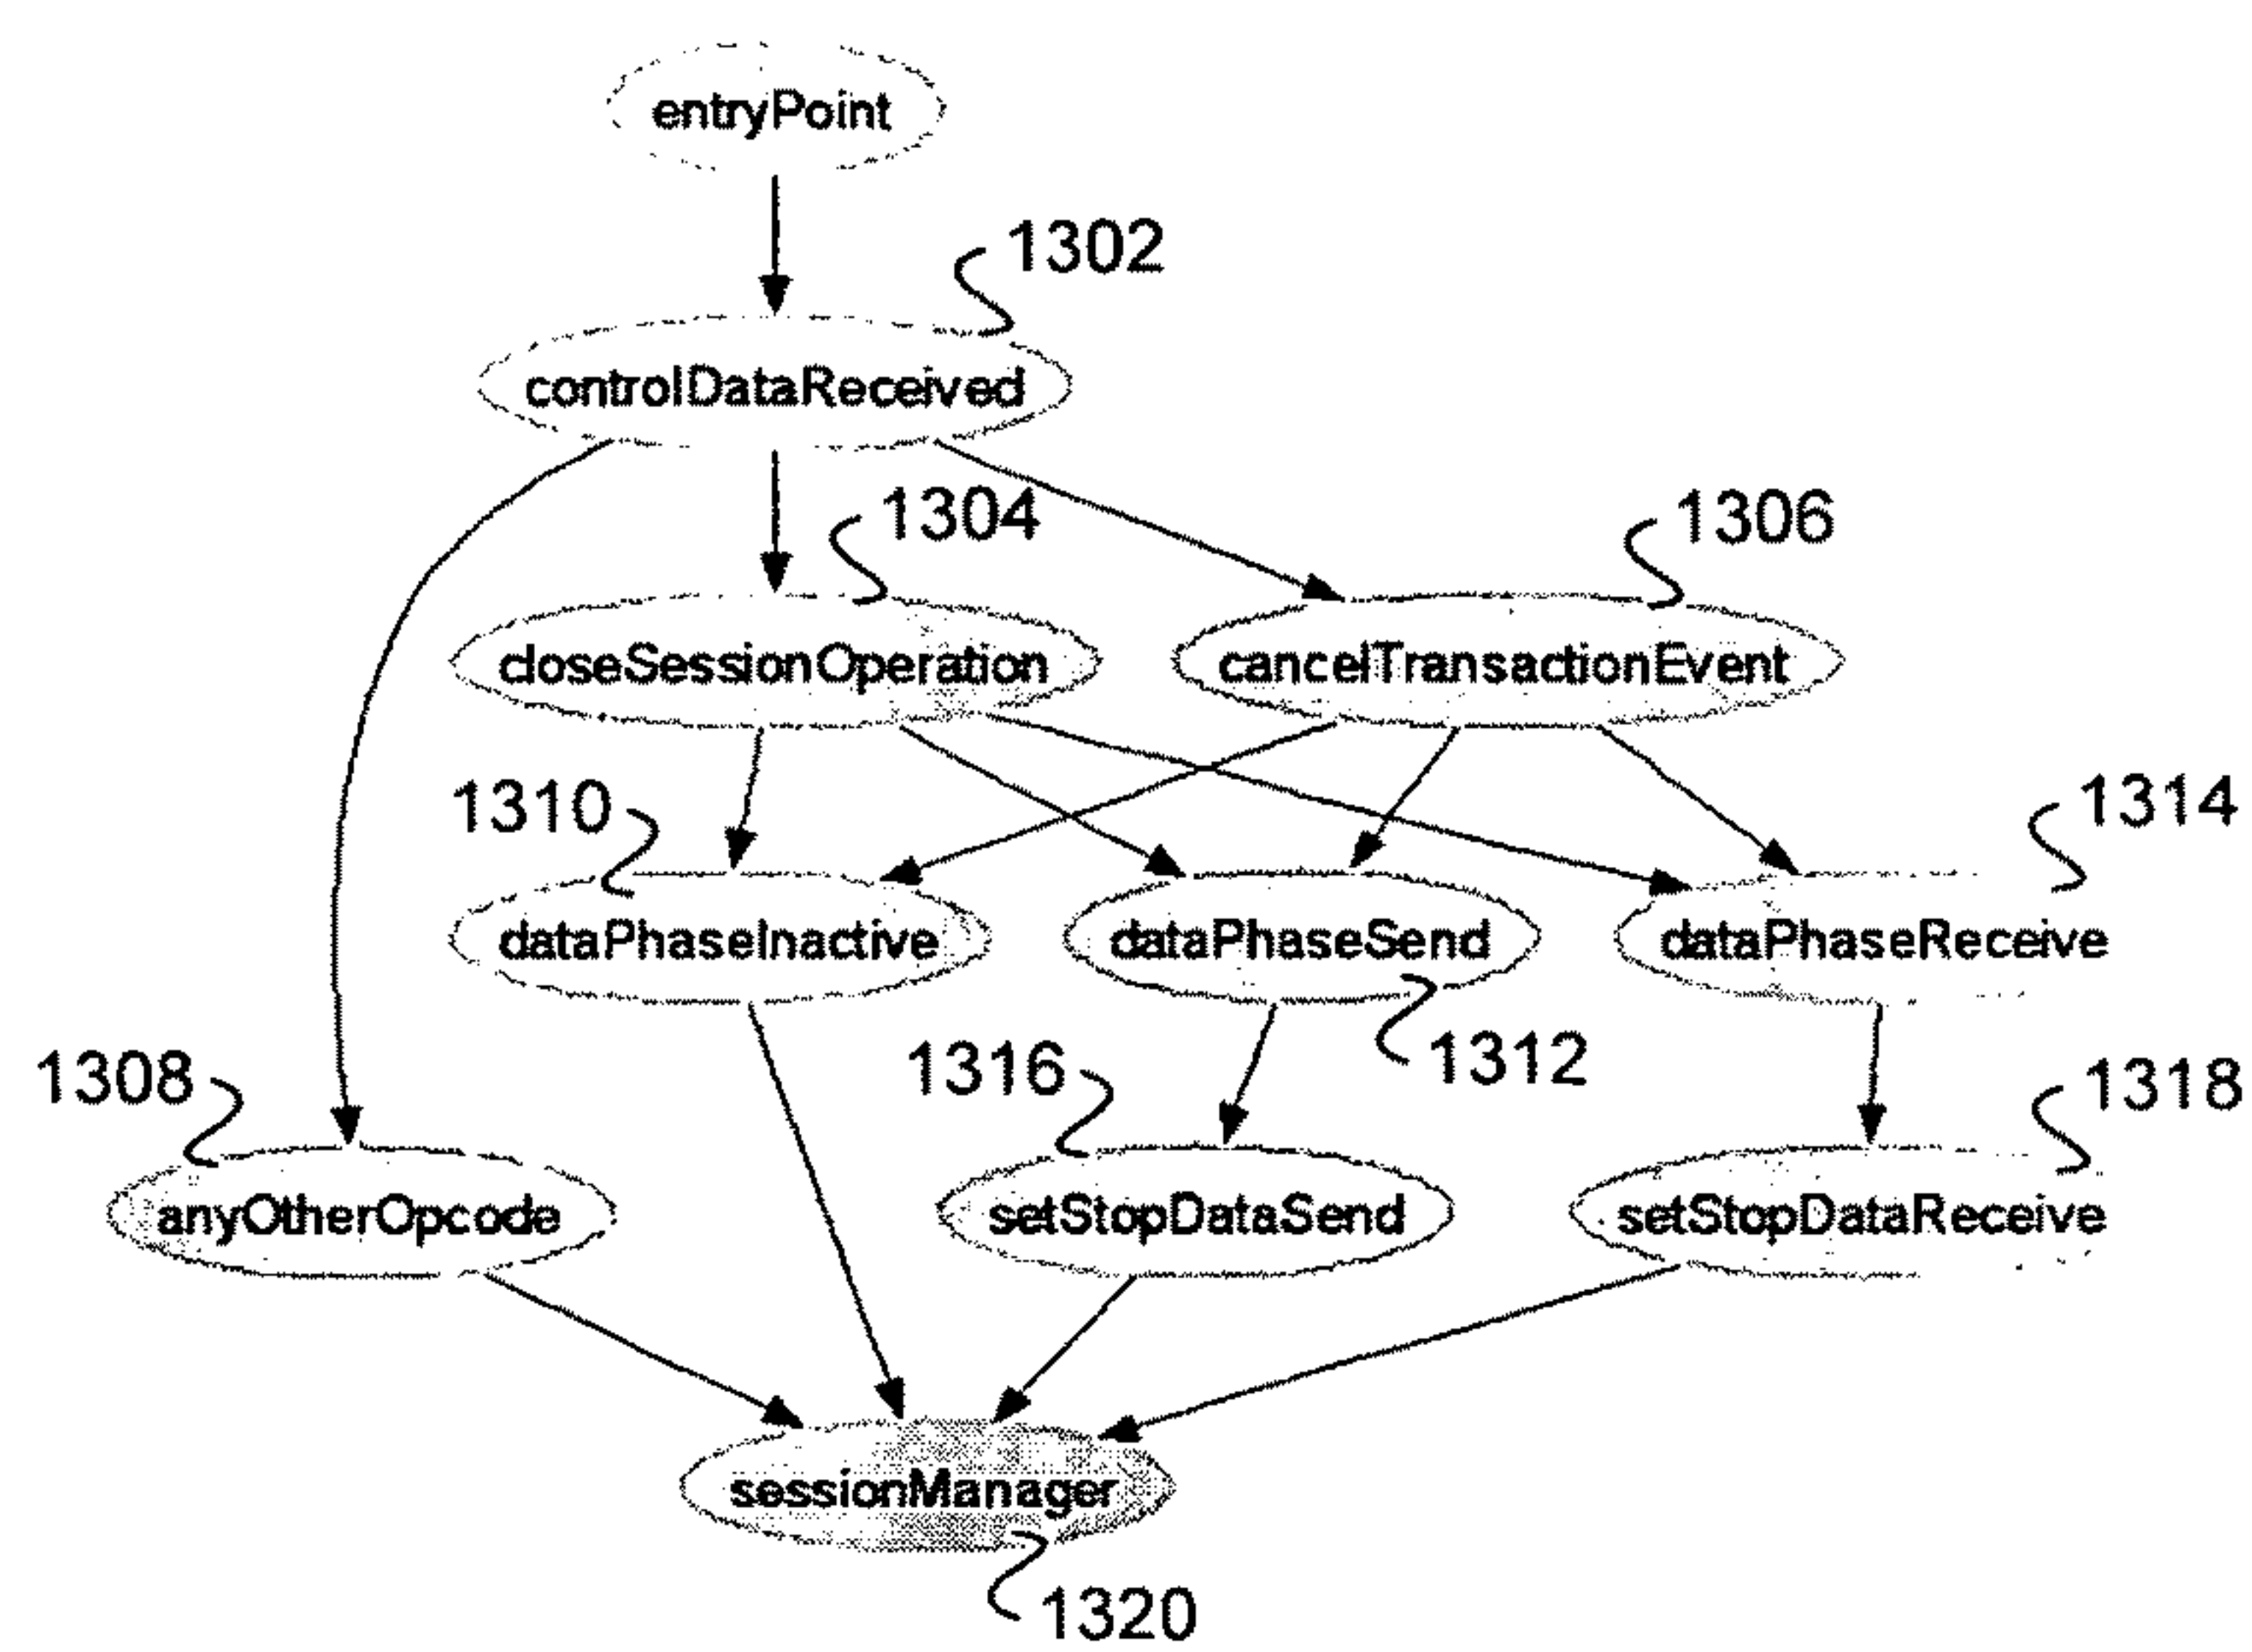 entryPoint
1302
controlDataReceived
1304
1306
closeSessionOperation
cancelTransactionEvent
1310
1314
dataPhaseInactive
dataPhaseSend
dataPhaseReceive
1308
1316
1312
1318
anyOtherOpcode
setStopDataSend
setStopDataReceive
sessionManager
1320